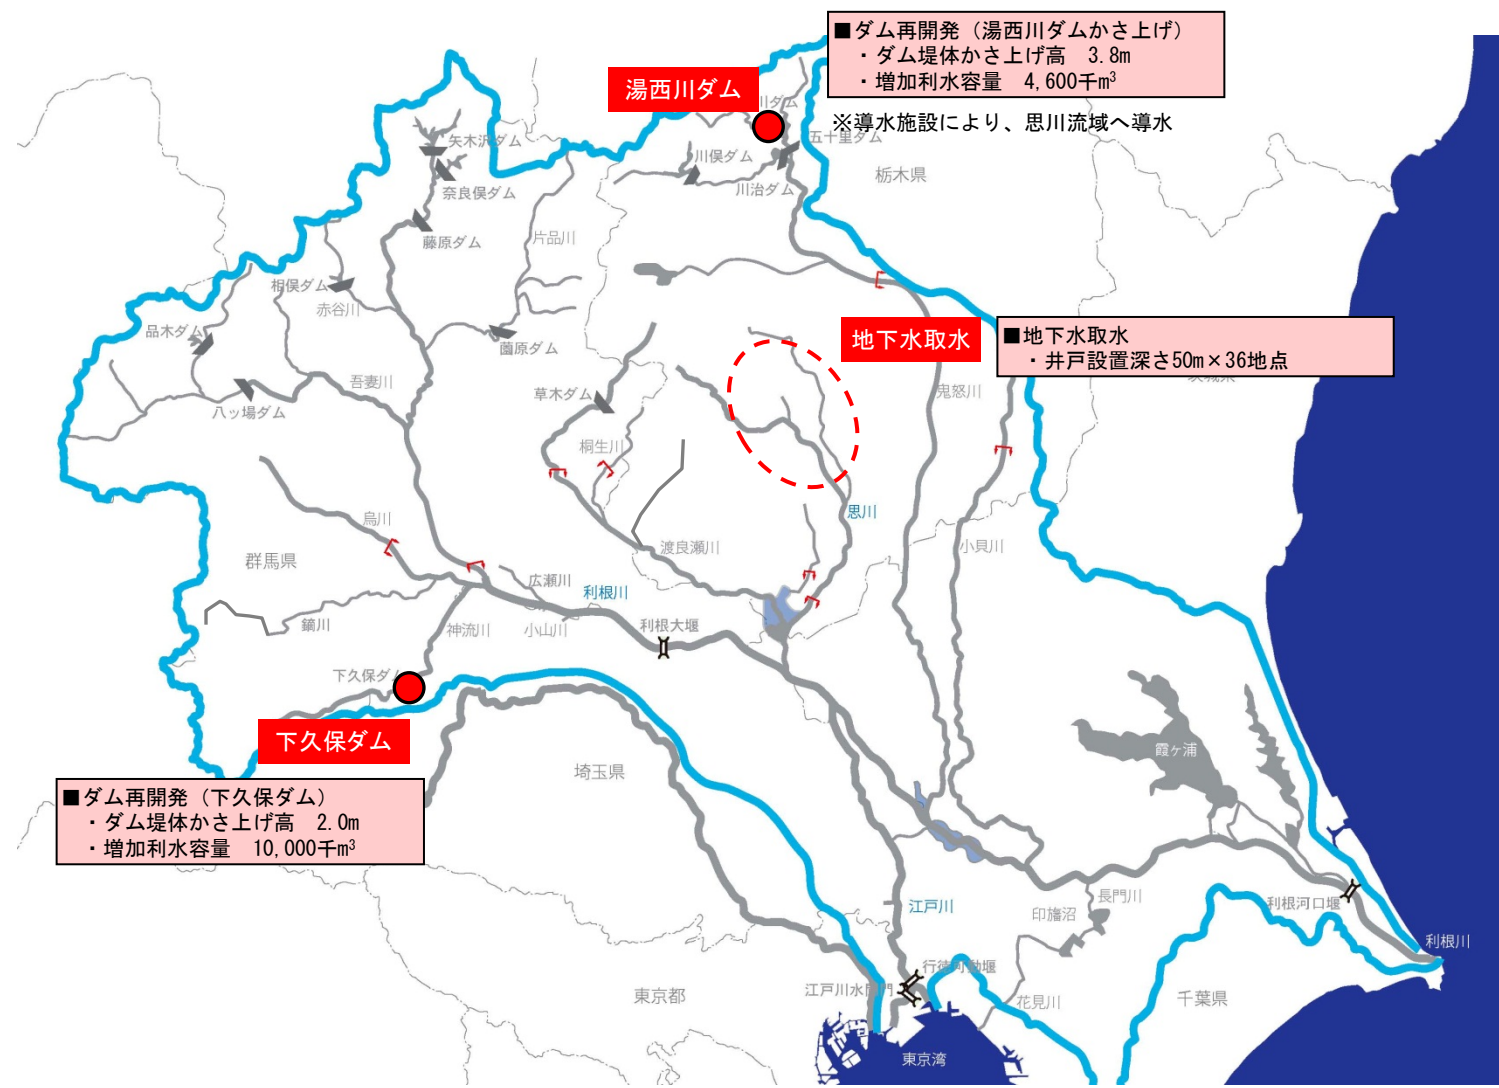 ■ダム再開発（湯西川ダムかさ上げ）
・ダム堤体かさ上げ高　3.8m
・増加利水容量　4,600千m³
※導水施設により、思川流域へ導水
湯西川ダム
川ダム
五十里ダム
川俣ダム
川治ダム
栃木県
矢木沢ダム
奈良俣ダム
藤原ダム
片品川
相俣ダム
赤谷川
品木ダム
薗原ダム
吾妻川
八ッ場ダム
草木ダム
桐生川
地下水取水
■地下水取水
・井戸設置深さ50m×36地点
茨城県
鬼怒川
思川
小貝川
渡良瀬川
烏川
群馬県
広瀬川
利根川
小山川
利根大堰
鏑川
神流川
下久保ダム
下久保ダム
■ダム再開発（下久保ダム）
・ダム堤体かさ上げ高　2.0m
・増加利水容量　10,000千m³
埼玉県
霞ヶ浦
江戸川
印旛沼
長門川
利根河口堰
利根川
行徳可動堰
江戸川水閘門
東京都
花見川
千葉県
東京湾